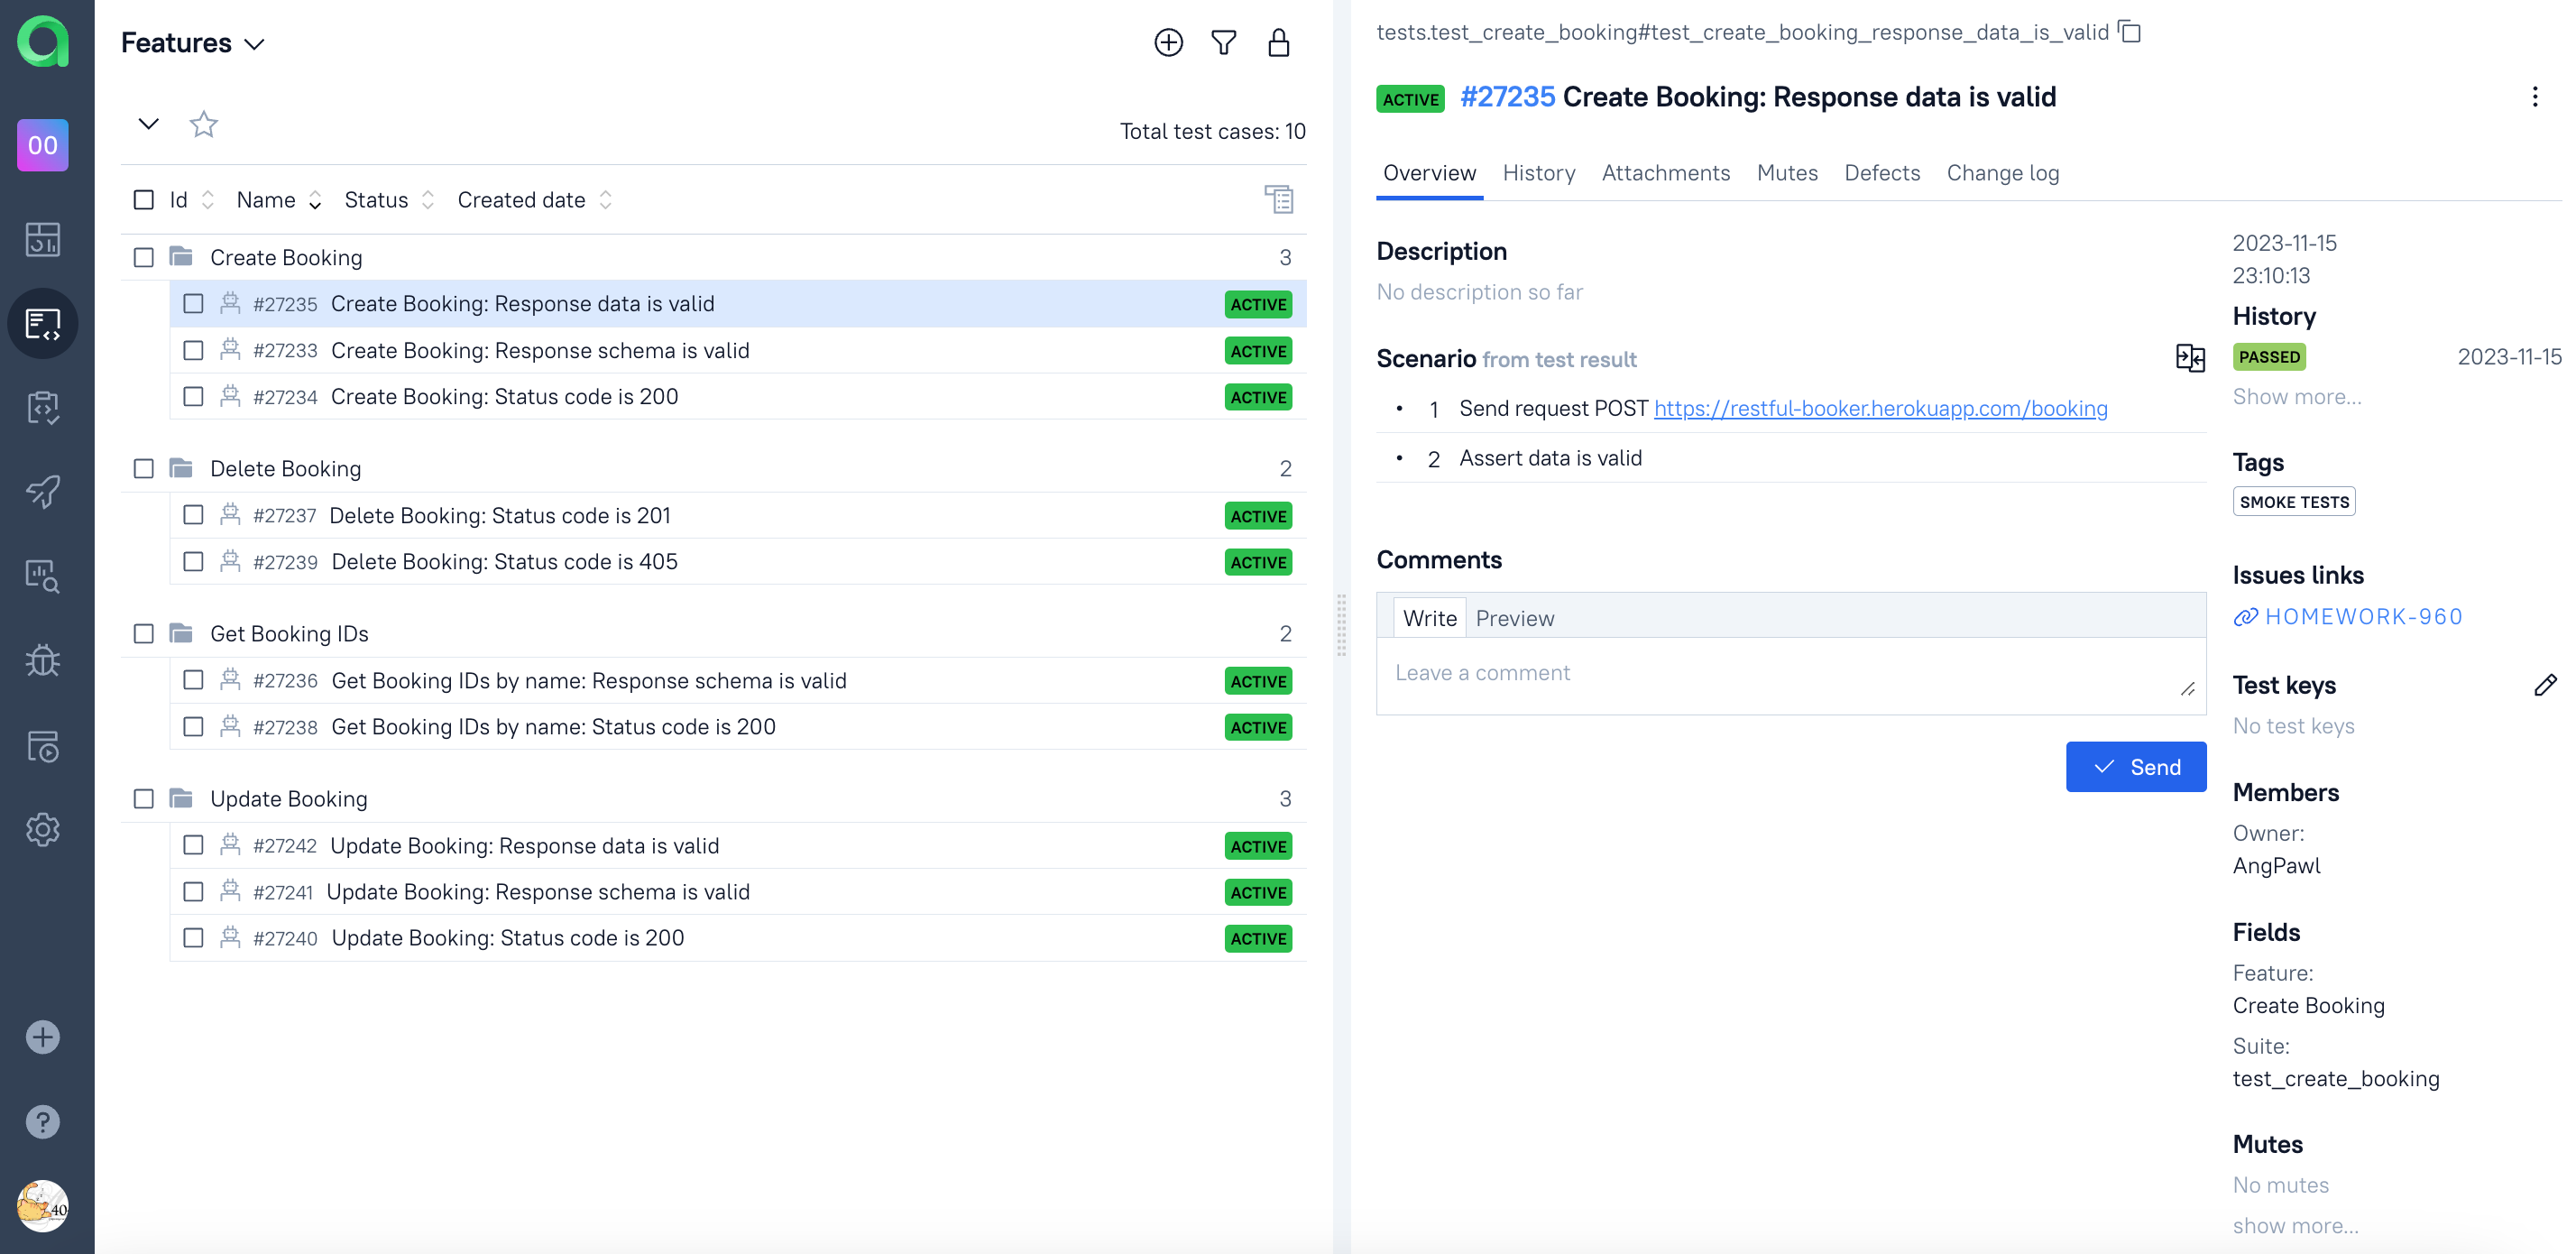 Features
Total test cases: 10
Id Name Status Created date
Create Booking 3
#27235 Create Booking: Response data is valid ACTIVE
#27233 Create Booking: Response schema is valid ACTIVE
#27234 Create Booking: Status code is 200 ACTIVE
Delete Booking 2
#27237 Delete Booking: Status code is 201 ACTIVE
#27239 Delete Booking: Status code is 405 ACTIVE
Get Booking IDs 2
#27236 Get Booking IDs by name: Response schema is valid ACTIVE
#27238 Get Booking IDs by name: Status code is 200 ACTIVE
Update Booking 3
#27242 Update Booking: Response data is valid ACTIVE
#27241 Update Booking: Response schema is valid ACTIVE
#27240 Update Booking: Status code is 200 ACTIVE
00
?
40
tests.test_create_booking#test_create_booking_response_data_is_valid
ACTIVE #27235 Create Booking: Response data is valid
Overview History Attachments Mutes Defects Change log
Description
No description so far
Scenario from test result
• 1 Send request POST https://restful-booker.herokuapp.com/booking
• 2 Assert data is valid
Comments
Write Preview
Leave a comment
Send
2023-11-15
23:10:13
History
PASSED 2023-11-15
Show more...
Tags
SMOKE TESTS
Issues links
HOMEWORK-960
Test keys
No test keys
Members
Owner:
AngPawl
Fields
Feature:
Create Booking
Suite:
test_create_booking
Mutes
No mutes
show more...